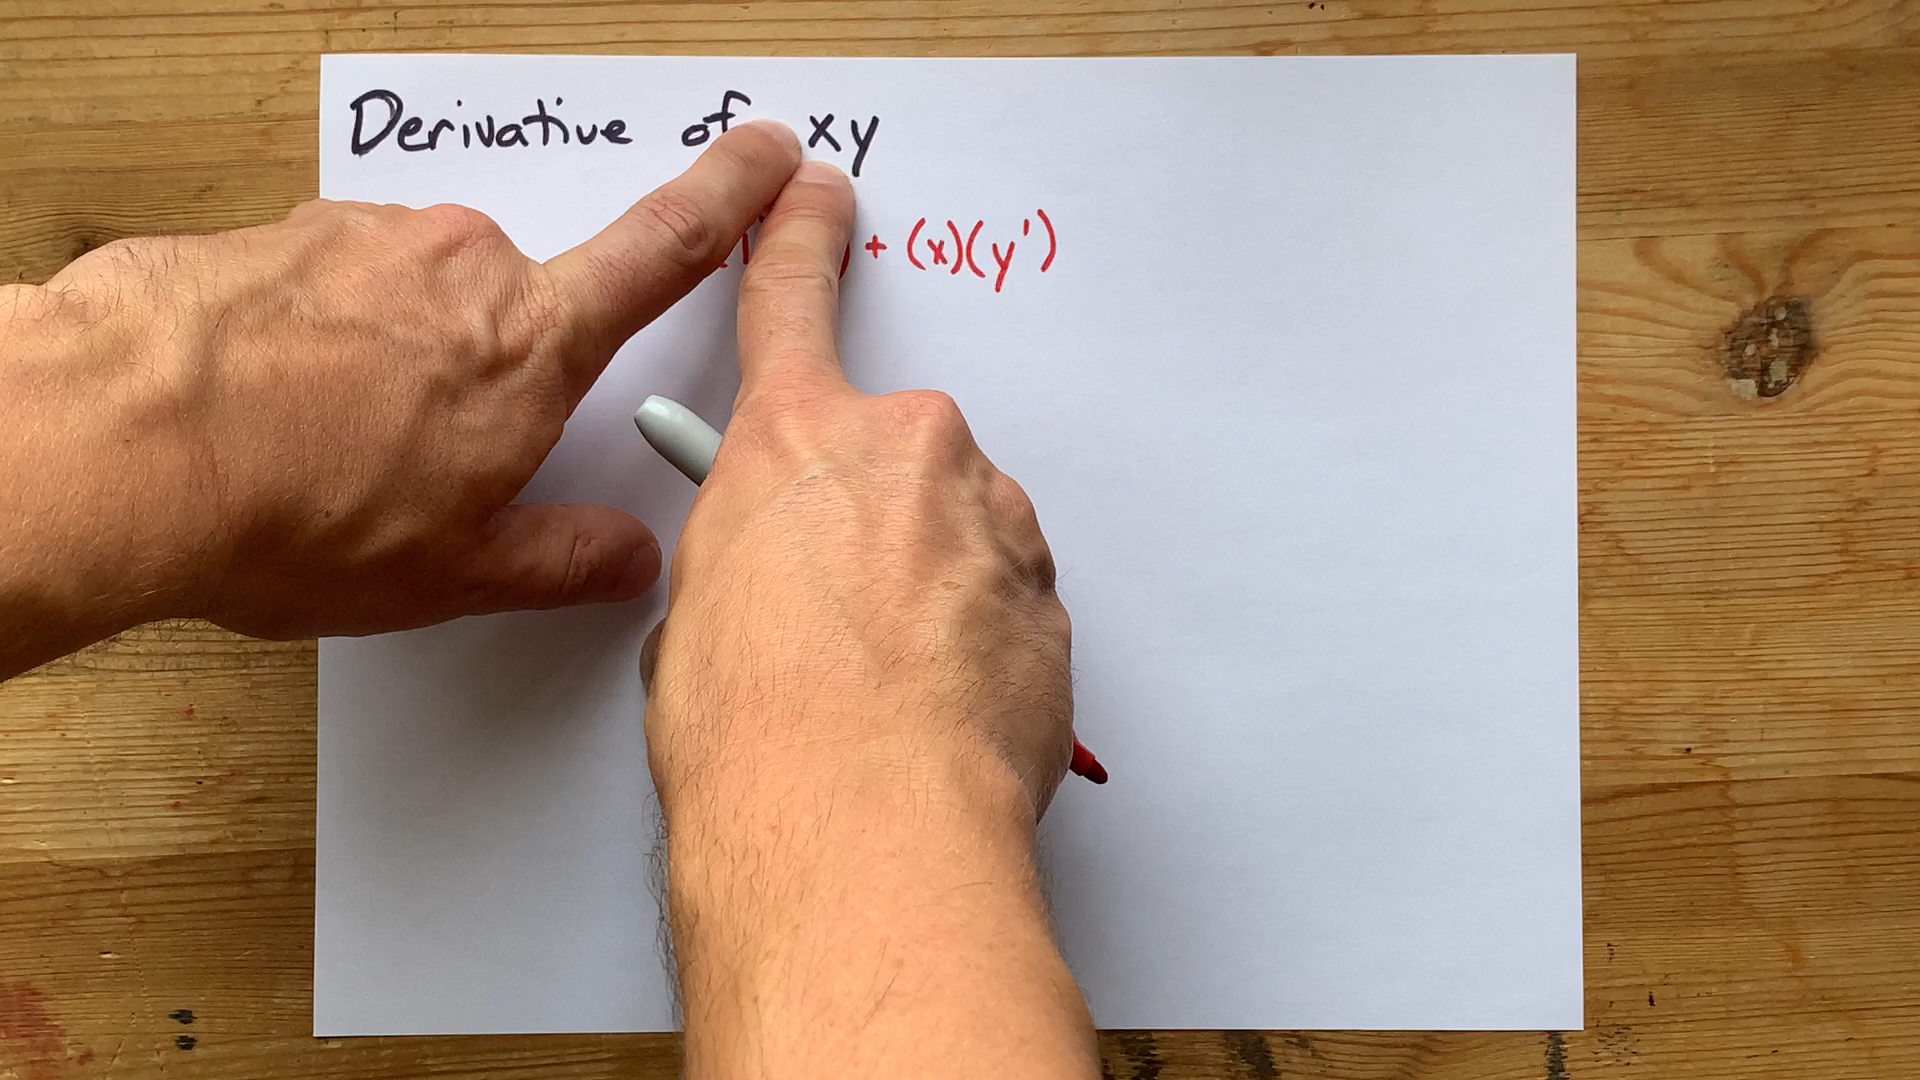 Derivative of xy
+ (x)(y')